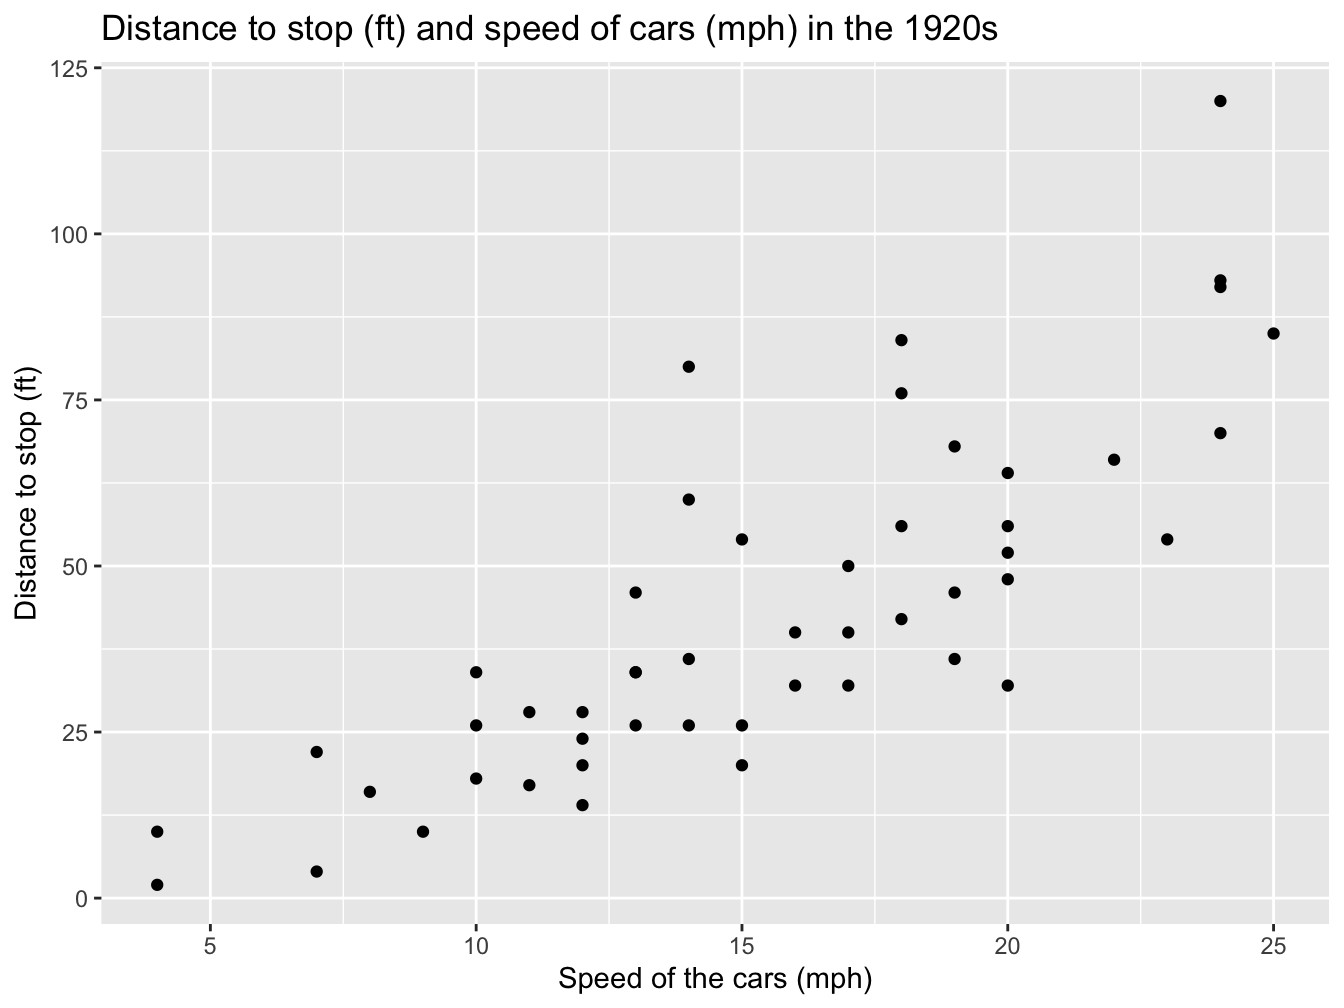 Distance to stop (ft) and speed of cars (mph) in the 1920s
125
100
75
50
25
0
Distance to stop (ft)
5 10 15 20 25
Speed of the cars (mph)